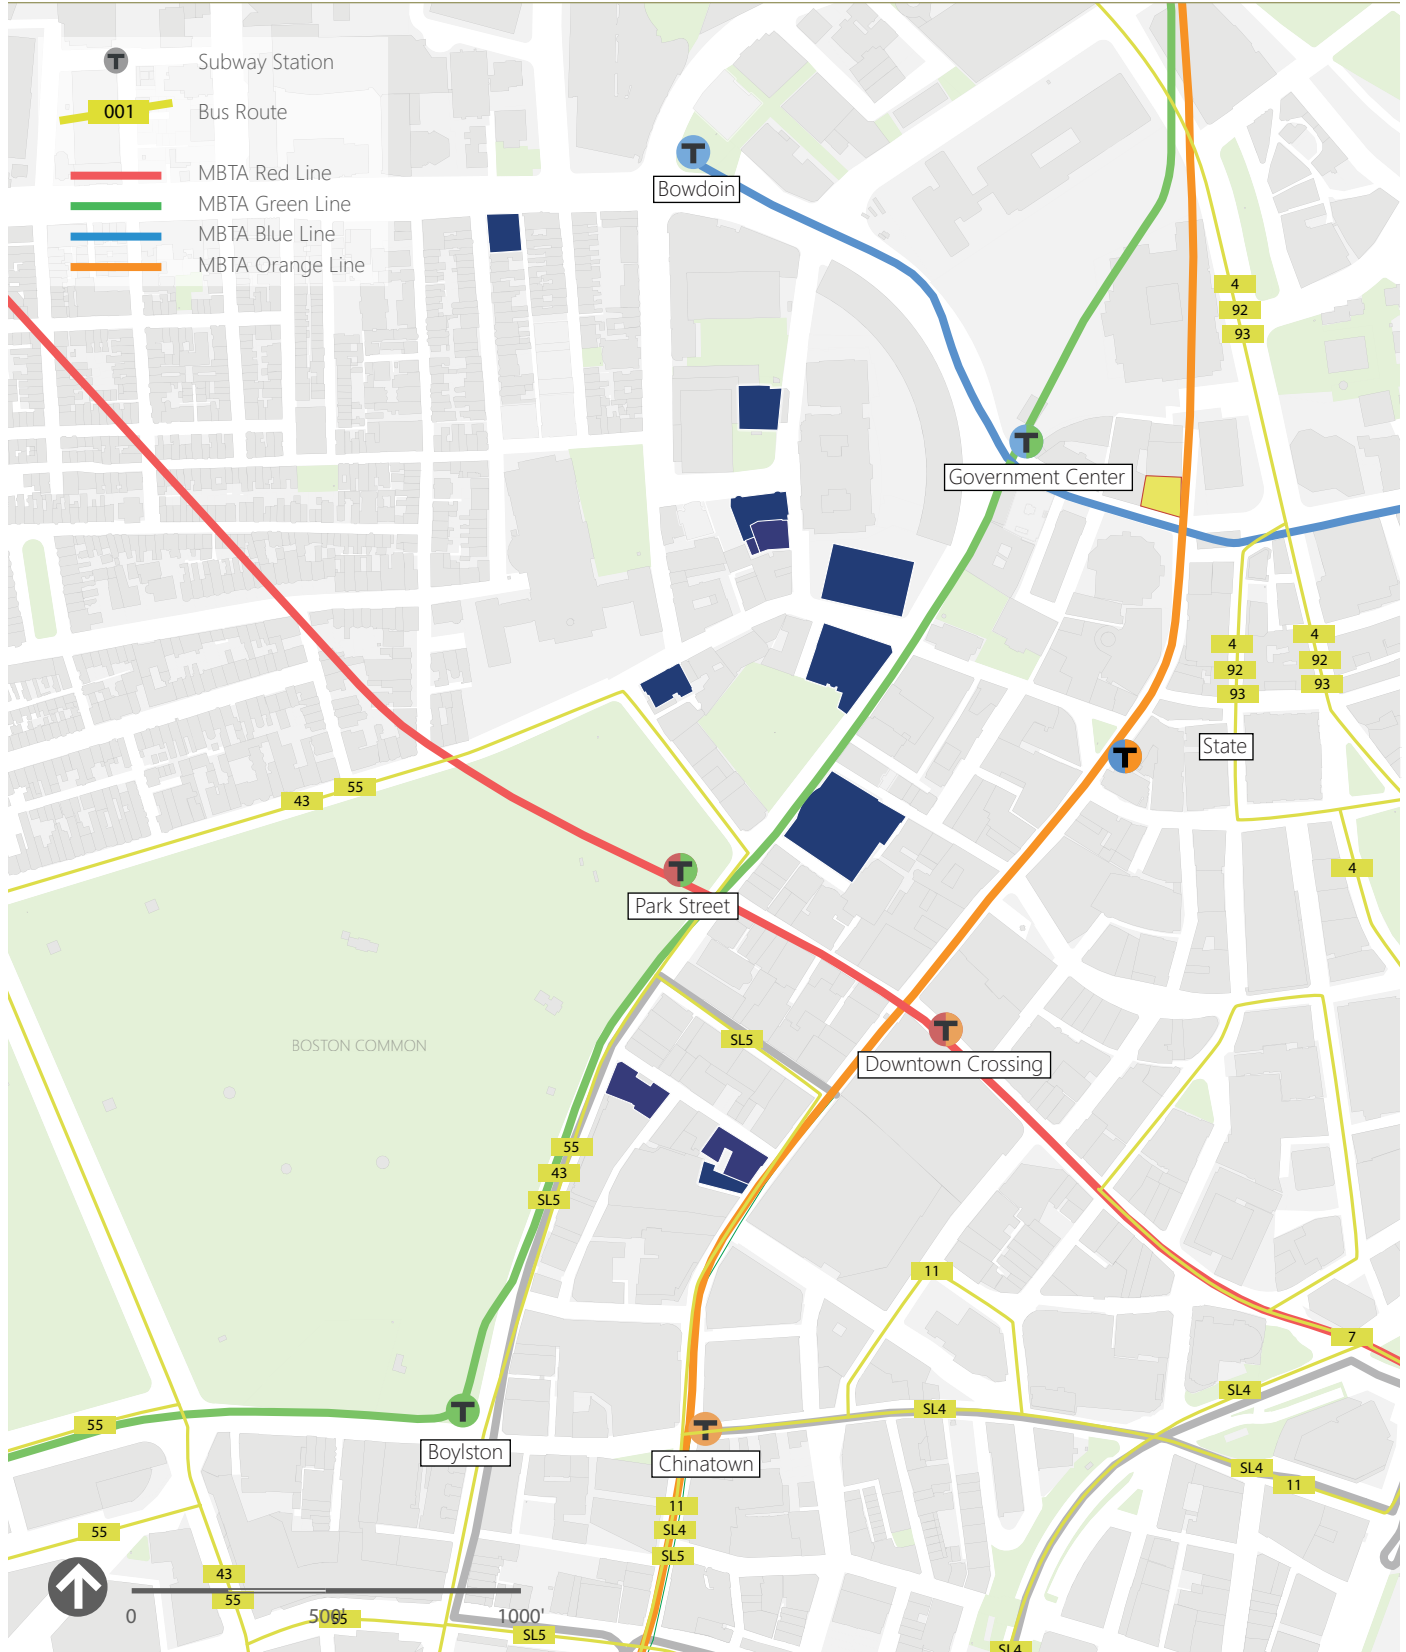 T
Subway Station
001
Bus Route
MBTA Red Line
MBTA Green Line
MBTA Blue Line
MBTA Orange Line
T
Bowdoin
4
92
93
T
Government Center
4
92
93
4
92
93
State
T
55
43
4
T
Park Street
T
SL5
BOSTON COMMON
Downtown Crossing
55
43
SL5
11
7
SL4
SL4
T
55
T
Boylston
Chinatown
SL4
11
11
SL4
SL5
55
43
55
0
500'
55
1000'
SL5
SL4